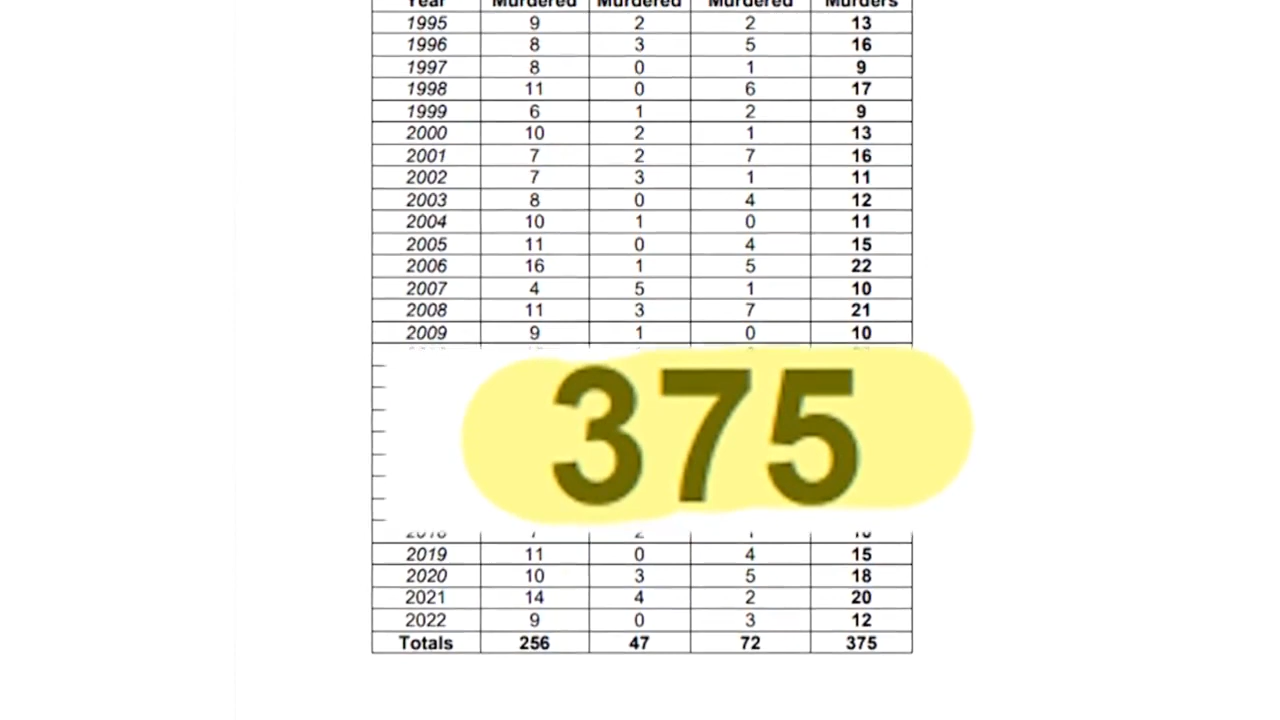 Year Murdered Murdered Murdered Murders
1995 9 2 2 13
1996 8 3 5 16
1997 8 0 1 9
1998 11 0 6 17
1999 6 1 2 9
2000 10 2 1 13
2001 7 2 7 16
2002 7 3 1 11
2003 8 0 4 12
2004 10 1 0 11
2005 11 0 4 15
2006 16 1 5 22
2007 4 5 1 10
2008 11 3 7 21
2009 9 1 0 10
375
2019 11 0 4 15
2020 10 3 5 18
2021 14 4 2 20
2022 9 0 3 12
Totals 256 47 72 375